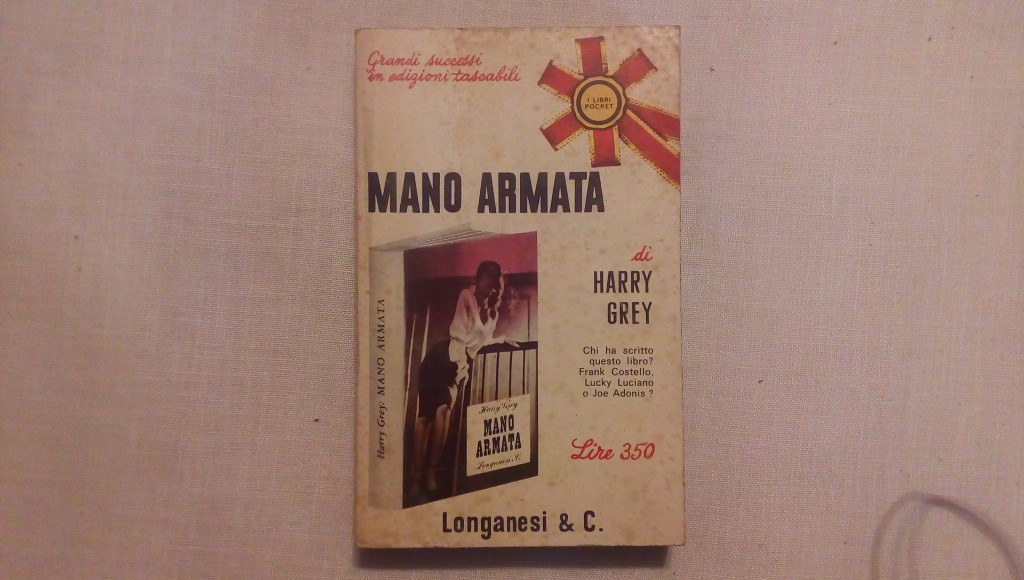 Grandi successi
in edizioni tascabili
I LIBRI
POCKET
MANO ARMATA
di
HARRY
GREY
Chi ha scritto
questo libro?
Frank Costello,
Lucky Luciano
o Joe Adonis ?
Harry Grey: MANO ARMATA
Harry Grey
MANO
ARMATA
Longanesi & C.
Lire 350
Longanesi & C.